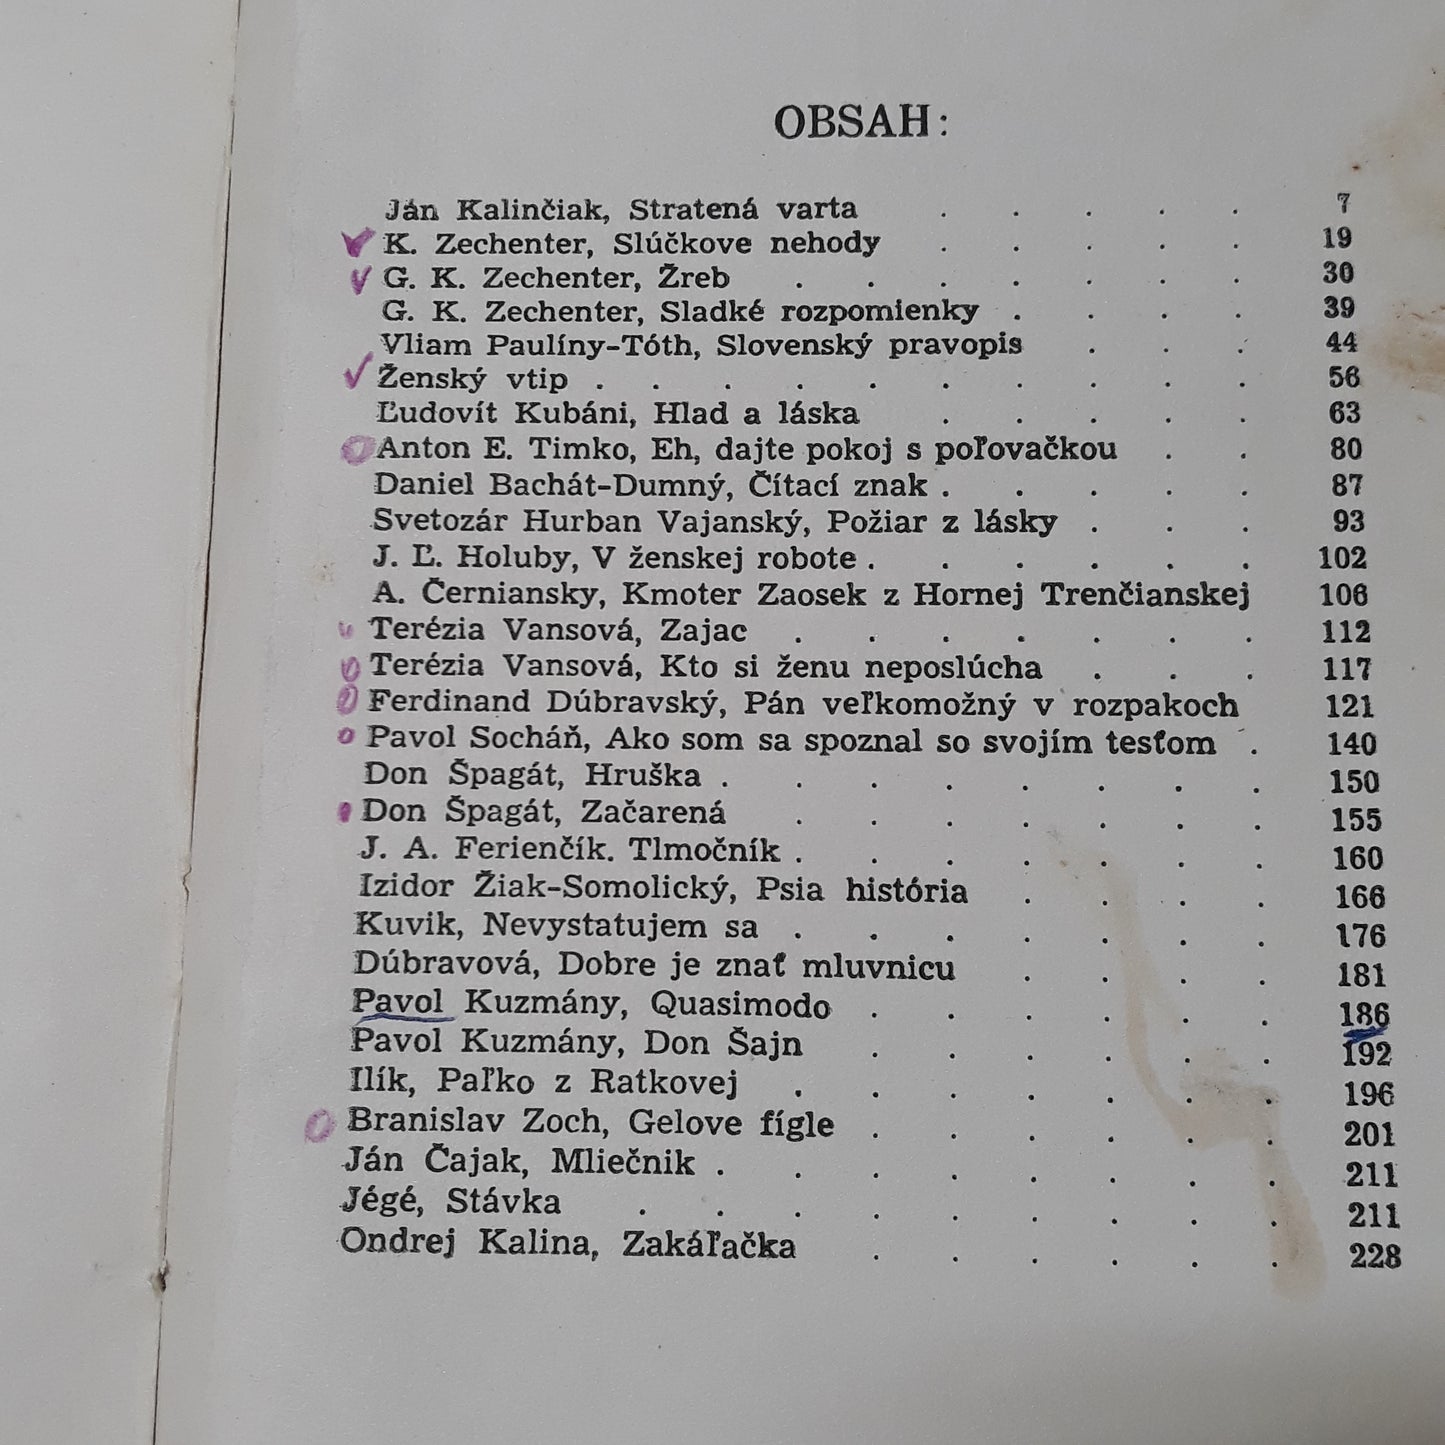 OBSAH:
Ján Kalinčiak, Stratená varta . . . . . 7
K. Zechenter, Slúčkove nehody . . . . . 19
G. K. Zechenter, Žreb . . . . . . . 30
G. K. Zechenter, Sladké rozpomienky . . . . 39
Vliam Paulíny-Tóth, Slovenský pravopis . . . 44
Ženský vtip . . . . . . . . . . 56
Ľudovít Kubáni, Hlad a láska . . . . . 63
Anton E. Timko, Eh, dajte pokoj s poľovačkou . . 80
Daniel Bachát-Dumný, Čítací znak . . . . . 87
Svetozár Hurban Vajanský, Požiar z lásky . . . 93
J. Ľ. Holuby, V ženskej robote . . . . . . 102
A. Černiansky, Kmoter Zaosek z Hornej Trenčianskej 106
Terézia Vansová, Zajac . . . . . . . 112
Terézia Vansová, Kto si ženu neposlúcha . . . 117
Ferdinand Dúbravský, Pán veľkomožný v rozpakoch 121
Pavol Socháň, Ako som sa spoznal so svojím tesťom . 140
Don Špagát, Hruška . . . . . . . . 150
Don Špagát, Začarená . . . . . . . 155
J. A. Ferienčík. Tlmočník . . . . . . . 160
Izidor Žiak-Somolický, Psia história . . . . 166
Kuvik, Nevystatujem sa . . . . . . . 176
Dúbravová, Dobre je znať mluvnicu . . . . 181
Pavol Kuzmány, Quasimodo . . . . . . 186
Pavol Kuzmány, Don Šajn . . . . . . 192
Ilík, Paľko z Ratkovej . . . . . . . 196
Branislav Zoch, Gelove fígle . . . . . . 201
Ján Čajak, Mliečnik . . . . . . . . 211
Jégé, Stávka . . . . . . . . . 211
Ondrej Kalina, Zakáľačka . . . . . . 228